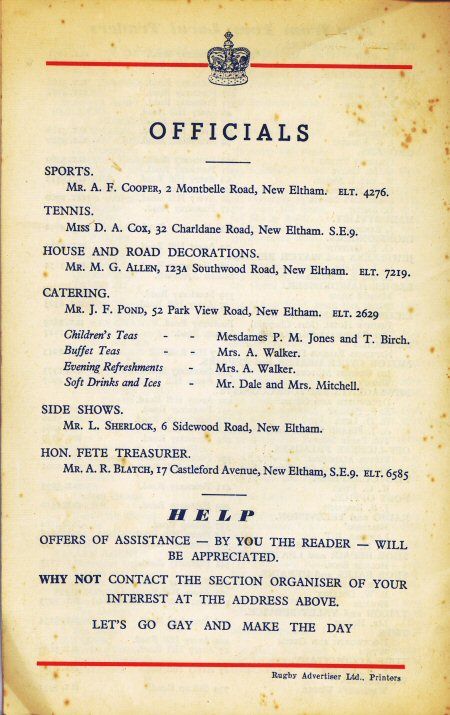 OFFICIALS
SPORTS.
MR. A. F. COOPER, 2 Montbelle Road, New Eltham. ELT. 4276.
TENNIS.
MISS D. A. COX, 32 Charldane Road, New Eltham. S.E.9.
HOUSE AND ROAD DECORATIONS.
MR. M. G. ALLEN, 123A Southwood Road, New Eltham. ELT. 7219.
CATERING.
MR. J. F. POND, 52 Park View Road, New Eltham. ELT. 2629
Children's Teas - - Mesdames P. M. Jones and T. Birch.
Buffet Teas - - Mrs. A. Walker.
Evening Refreshments - Mrs. A. Walker.
Soft Drinks and Ices - Mr. Dale and Mrs. Mitchell.
SIDE SHOWS.
MR. L. SHERLOCK, 6 Sidewood Road, New Eltham.
HON. FETE TREASURER.
MR. A. R. BLATCH, 17 Castleford Avenue, New Eltham, S.E.9. ELT. 6585
HELP
OFFERS OF ASSISTANCE — BY YOU THE READER — WILL
BE APPRECIATED.
WHY NOT CONTACT THE SECTION ORGANISER OF YOUR
INTEREST AT THE ADDRESS ABOVE.
LET'S GO GAY AND MAKE THE DAY
Rugby Advertiser Ltd., Printers